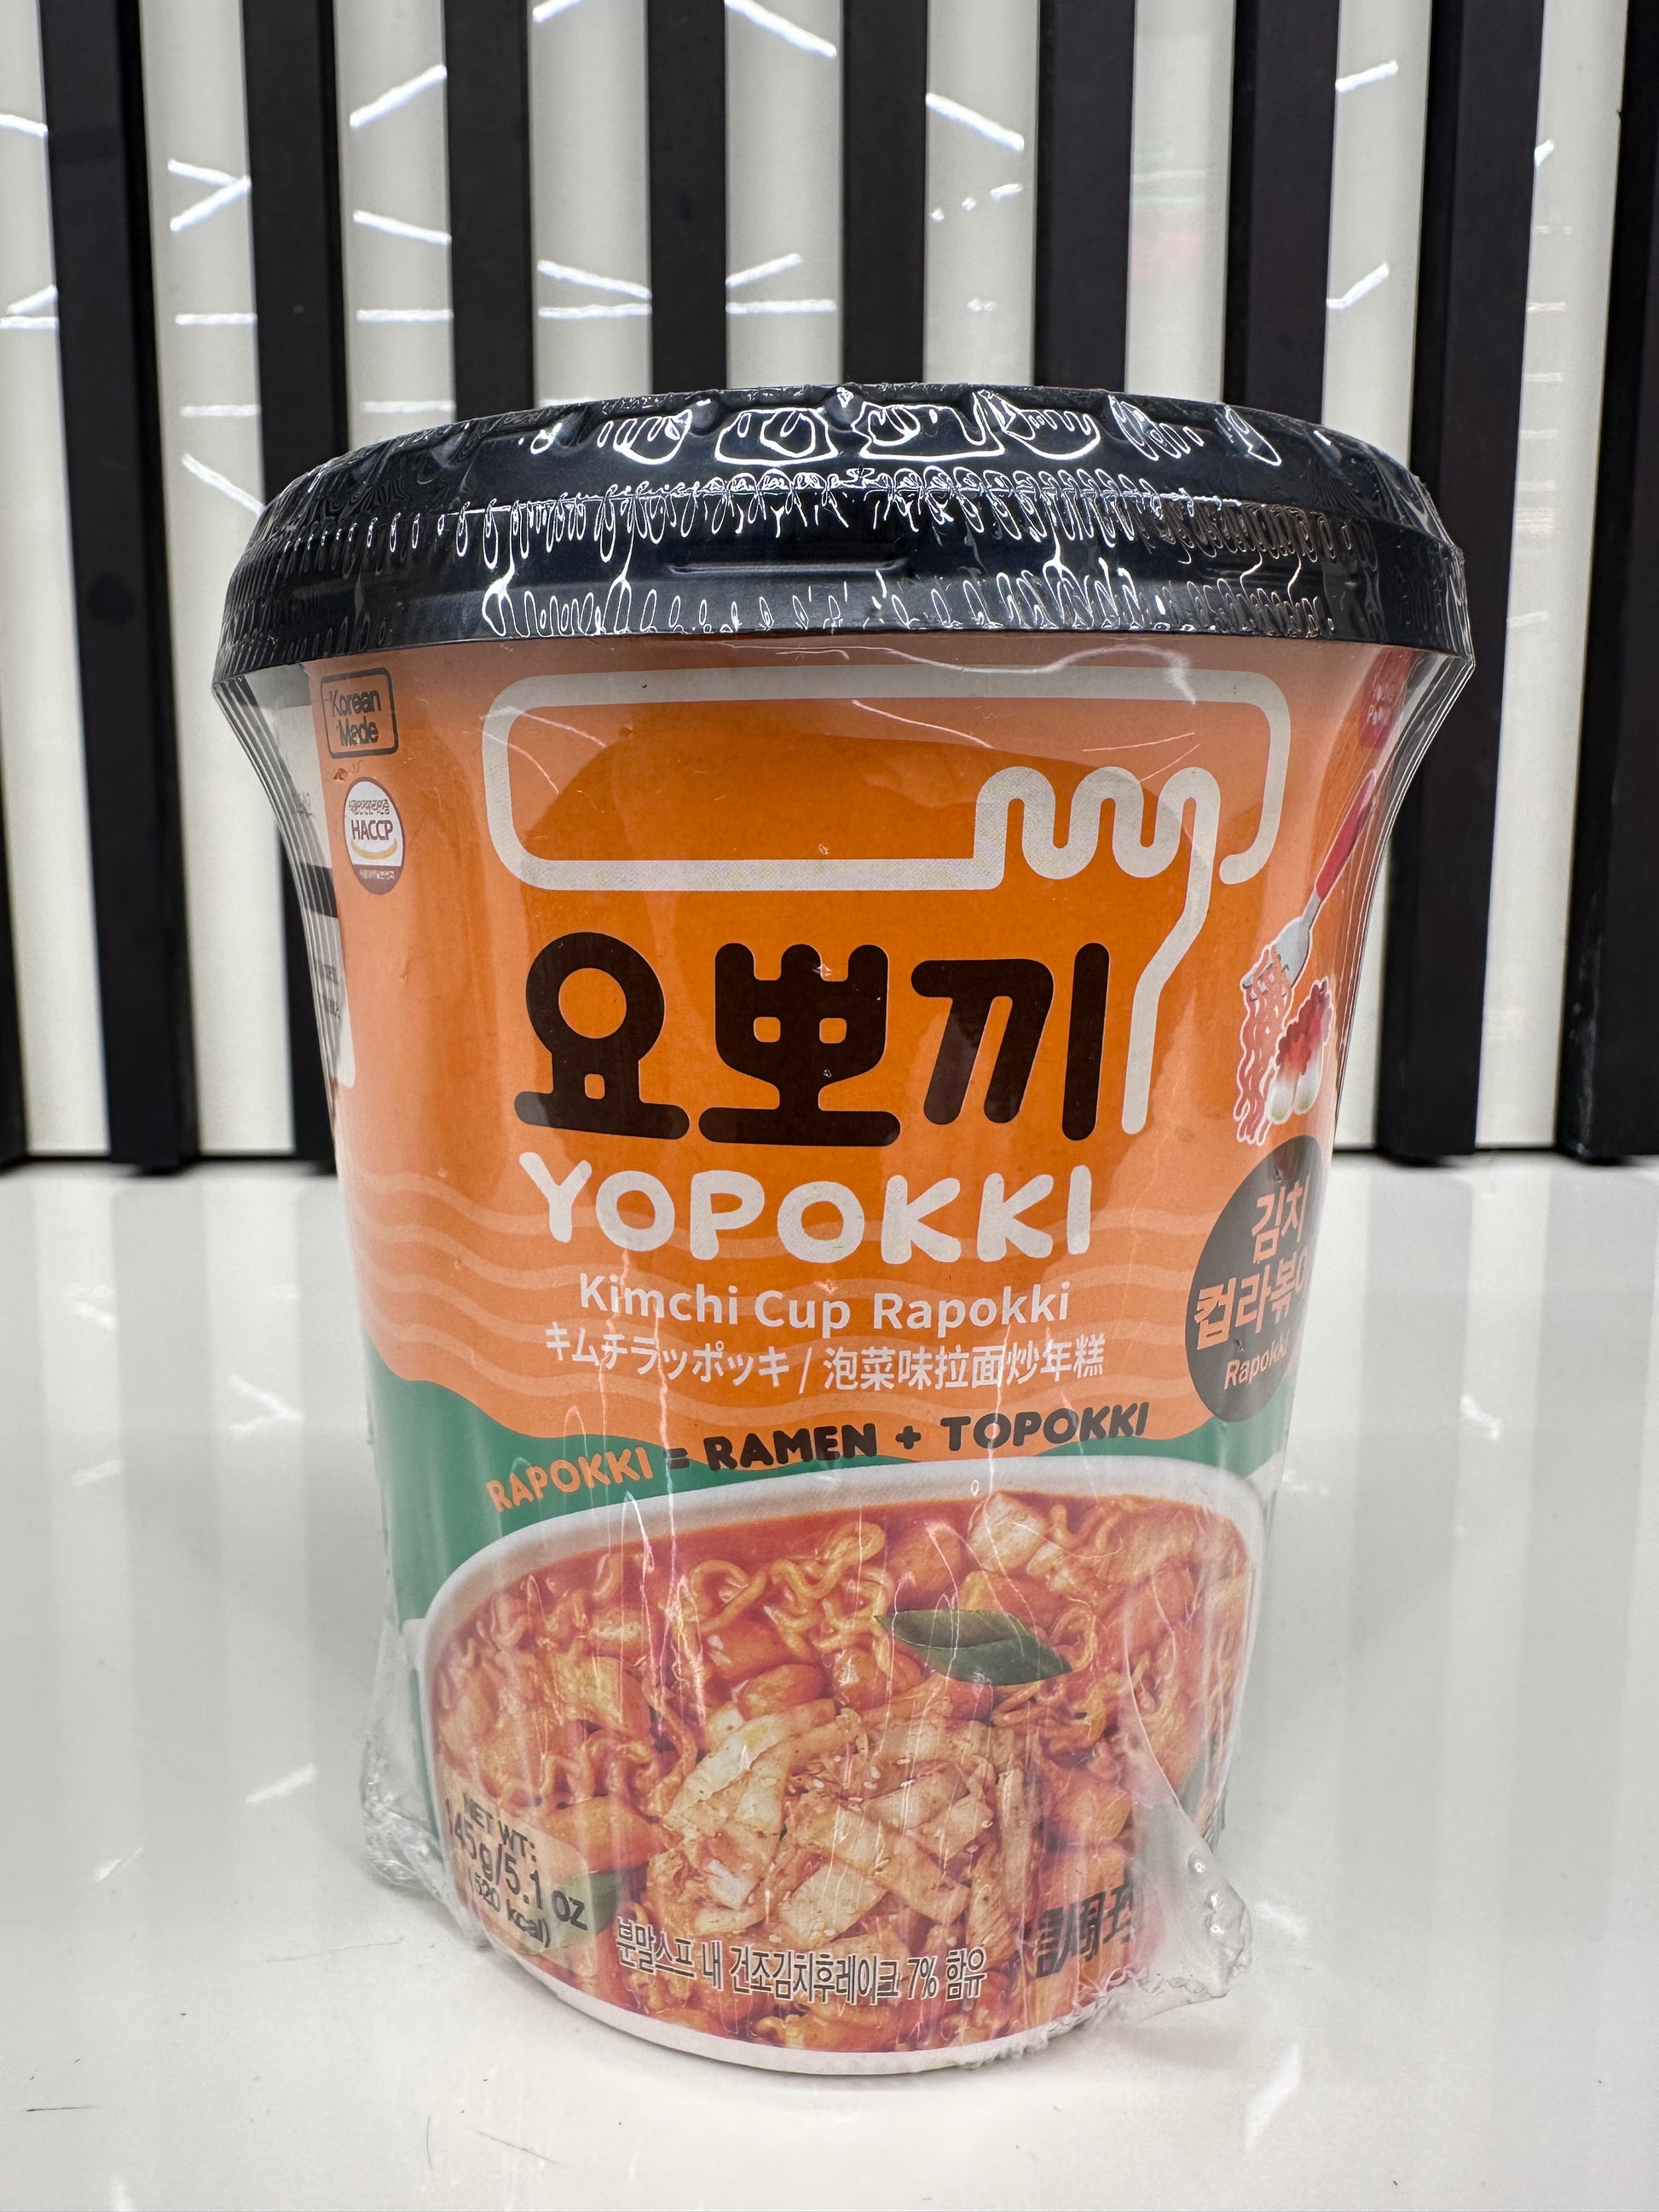 Korean
Made
HACCP
요뽀끼
YOPOKKI
Kimchi Cup Rapokki
キムチラッポッキ / 泡菜味拉面炒年糕
김치
컵라볶이
Rapokki
RAPOKKI = RAMEN + TOPOKKI
NET WT:
145g/5.1 oz
(520 kcal)
분말스프 내 건조김치후레이크 7% 함유